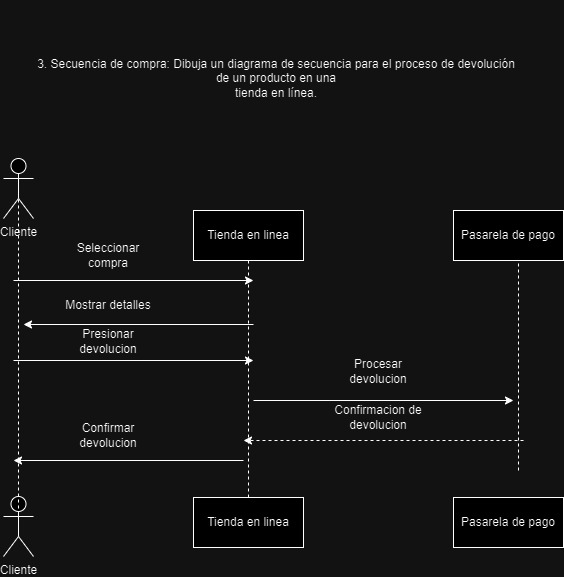 3. Secuencia de compra: Dibuja un diagrama de secuencia para el proceso de devolución
de un producto en una
tienda en línea.
Cliente
Tienda en linea
Pasarela de pago
Seleccionar
compra
Mostrar detalles
Presionar
devolucion
Procesar
devolucion
Confirmacion de
devolucion
Confirmar
devolucion
Tienda en linea
Pasarela de pago
Cliente